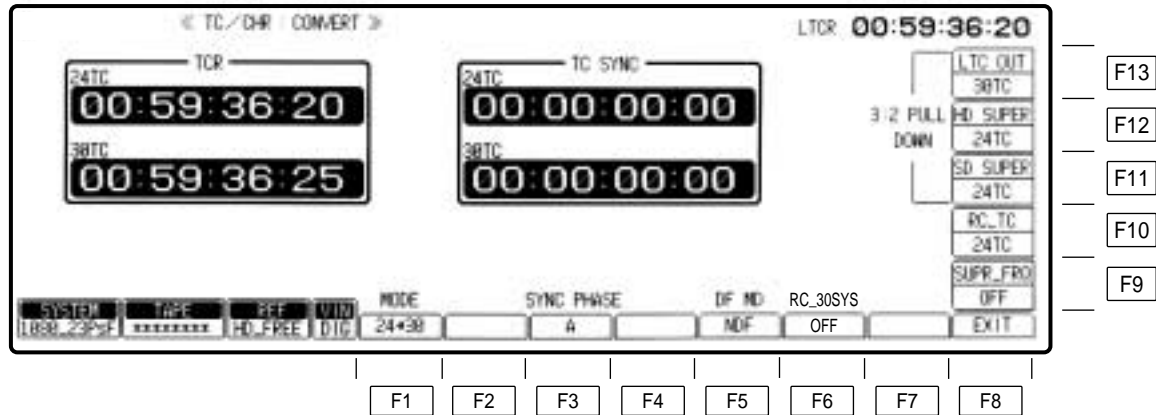 ≪ TC/CHR CONVERT ≫
LTCR 00:59:36:20
TCR
24TC
00:59:36:20
30TC
00:59:36:25
TC SYNC
24TC
00:00:00:00
30TC
00:00:00:00
3:2 PULL
DOWN
LTC OUT
30TC
F13
HD SUPER
24TC
F12
SD SUPER
24TC
F11
RC_TC
24TC
F10
SUPR_FRO
OFF
F9
SYSTEM TAPE REF VIN MODE SYNC PHASE DF MD RC_30SYS
1080_23PsF ******** HD_FREE DIG 24*30 A NDF OFF EXIT
F1 F2 F3 F4 F5 F6 F7 F8